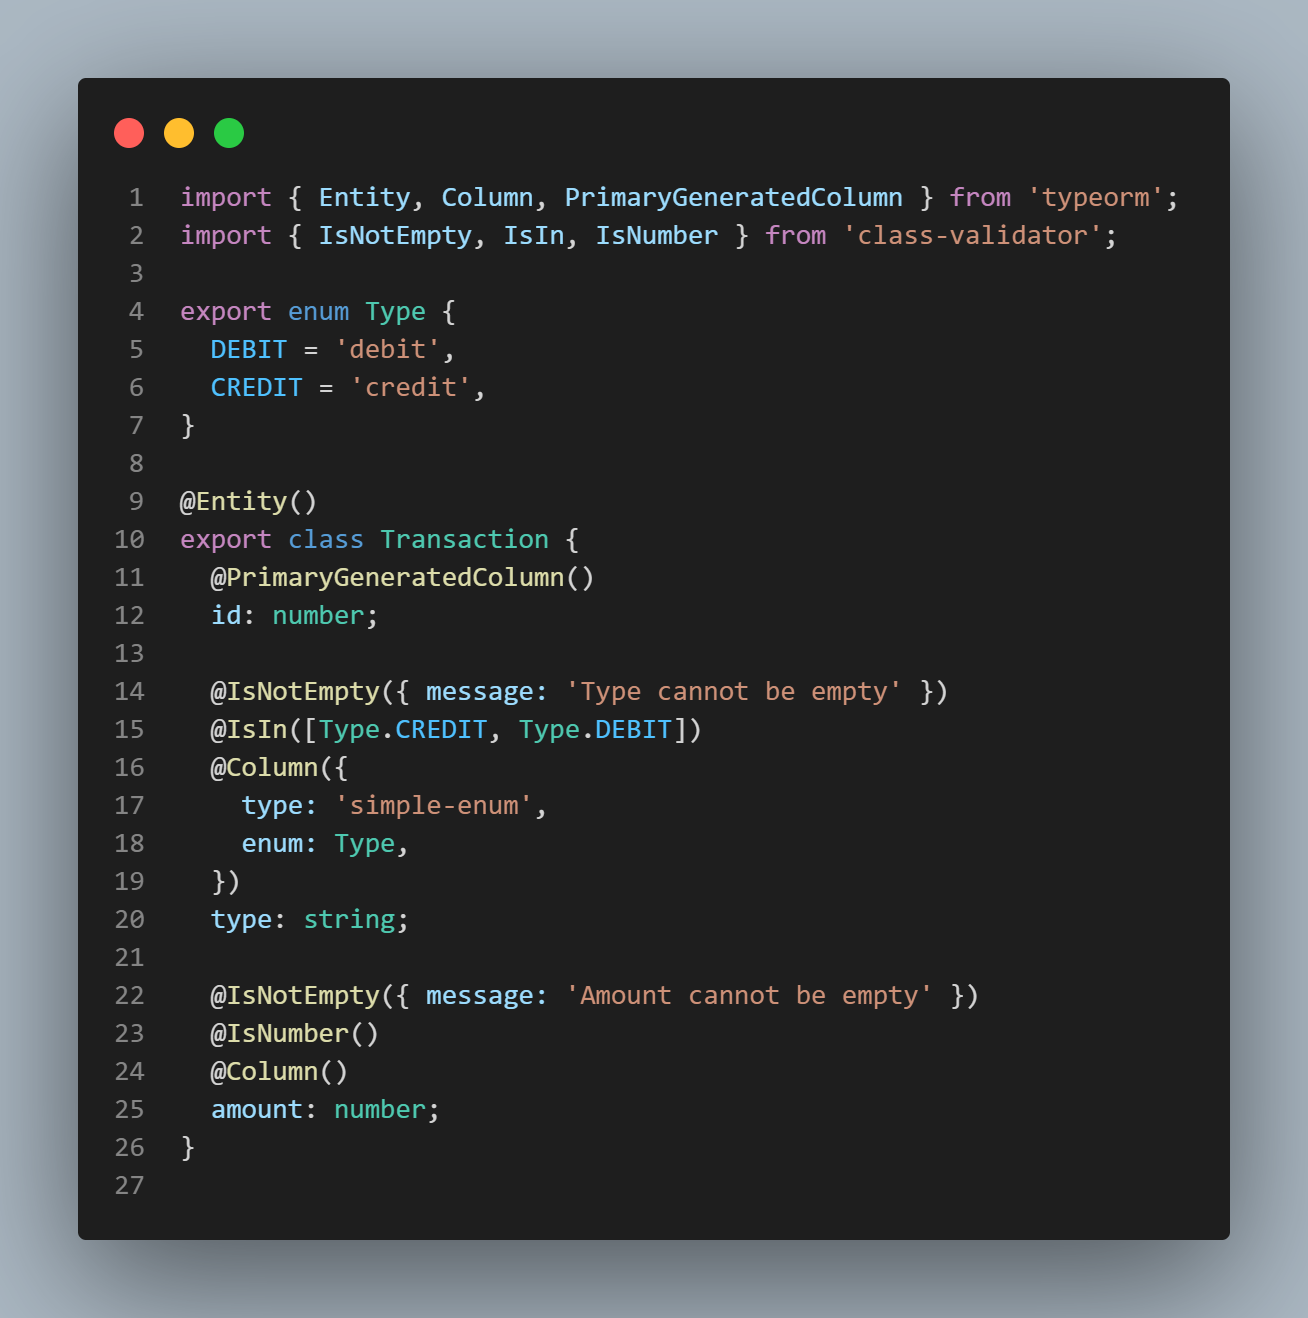 1 import { Entity, Column, PrimaryGeneratedColumn } from 'typeorm';
2 import { IsNotEmpty, IsIn, IsNumber } from 'class-validator';
3
4 export enum Type {
5   DEBIT = 'debit',
6   CREDIT = 'credit',
7 }
8
9 @Entity()
10 export class Transaction {
11   @PrimaryGeneratedColumn()
12   id: number;
13
14   @IsNotEmpty({ message: 'Type cannot be empty' })
15   @IsIn([Type.CREDIT, Type.DEBIT])
16   @Column({
17     type: 'simple-enum',
18     enum: Type,
19   })
20   type: string;
21
22   @IsNotEmpty({ message: 'Amount cannot be empty' })
23   @IsNumber()
24   @Column()
25   amount: number;
26 }
27